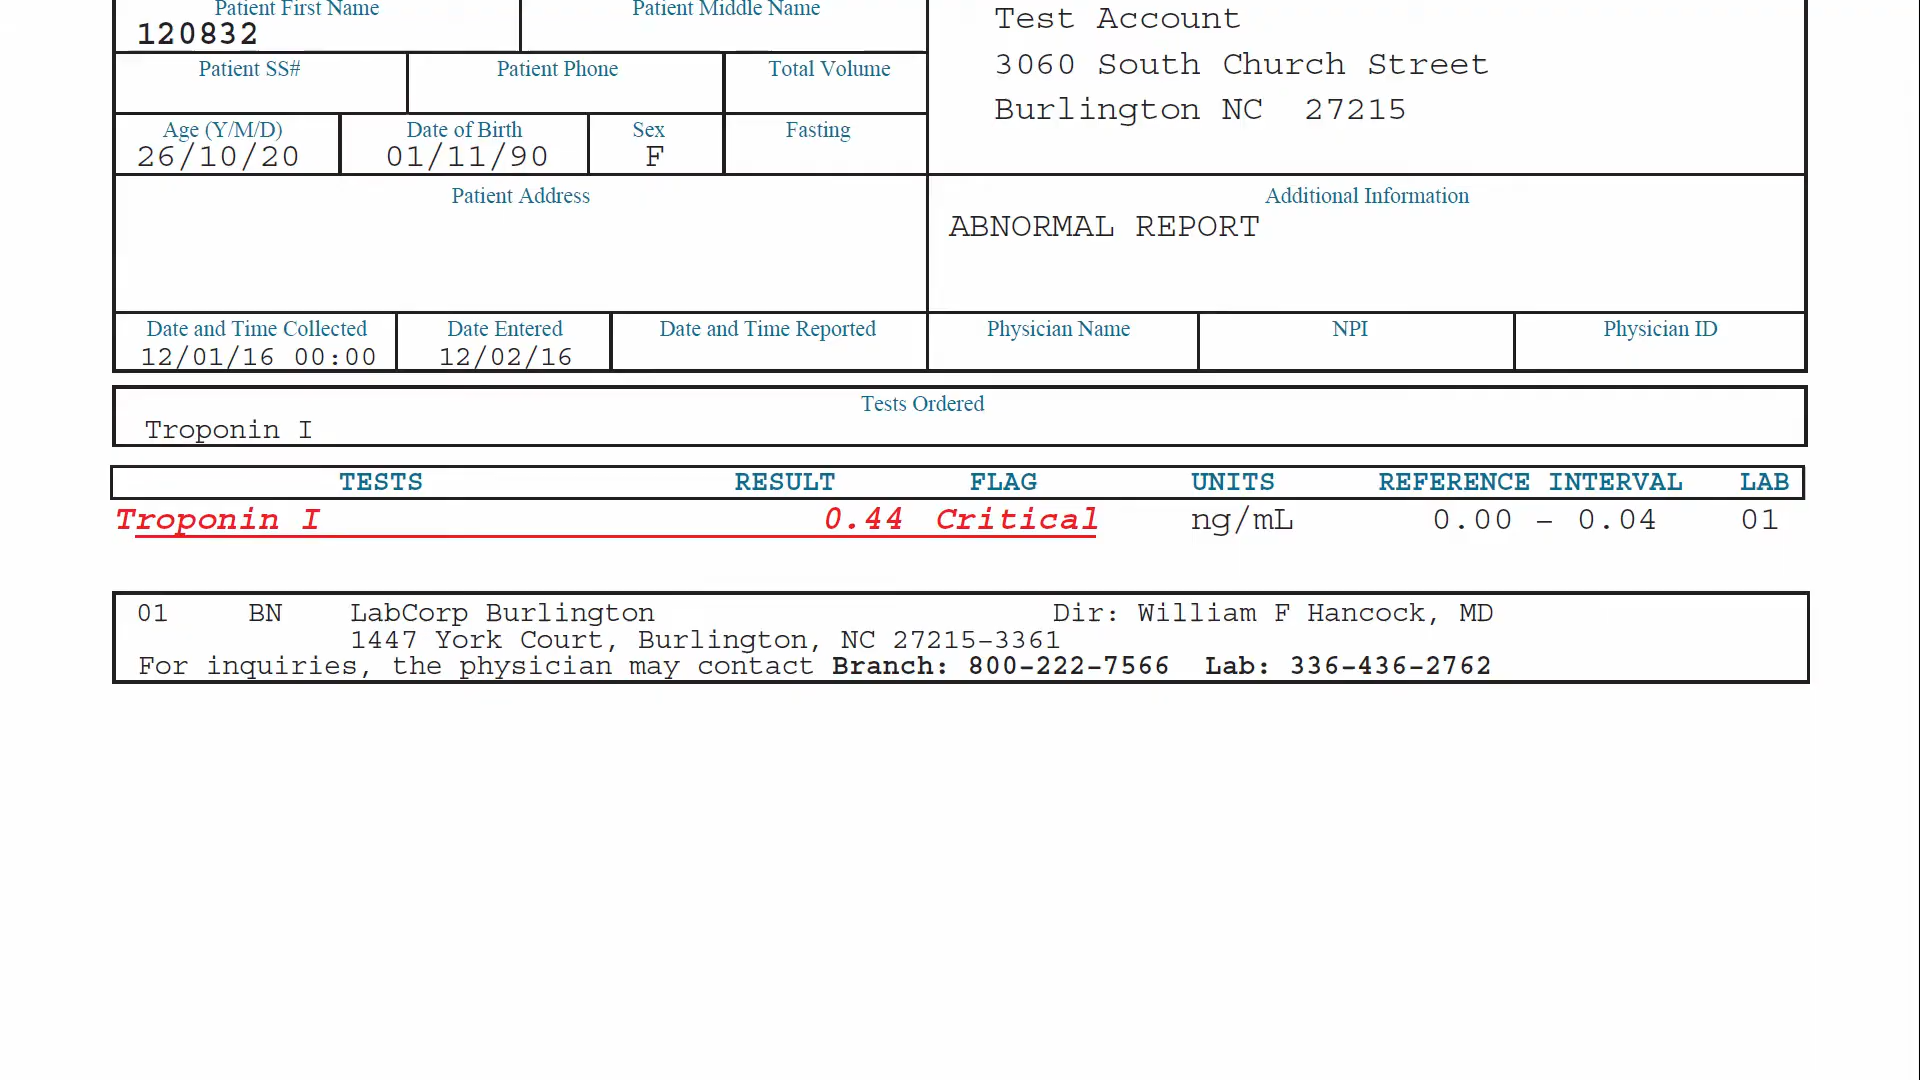 Patient First Name Patient Middle Name
120832
Test Account
3060 South Church Street
Burlington NC 27215
Patient SS# Patient Phone Total Volume
Age (Y/M/D) Date of Birth Sex Fasting
26/10/20 01/11/90 F
Patient Address
Additional Information
ABNORMAL REPORT
Date and Time Collected Date Entered Date and Time Reported Physician Name NPI Physician ID
12/01/16 00:00 12/02/16
Tests Ordered
Troponin I
TESTS RESULT FLAG UNITS REFERENCE INTERVAL LAB
Troponin I 0.44 Critical ng/mL 0.00 - 0.04 01
01 BN LabCorp Burlington Dir: William F Hancock, MD
1447 York Court, Burlington, NC 27215-3361
For inquiries, the physician may contact Branch: 800-222-7566 Lab: 336-436-2762